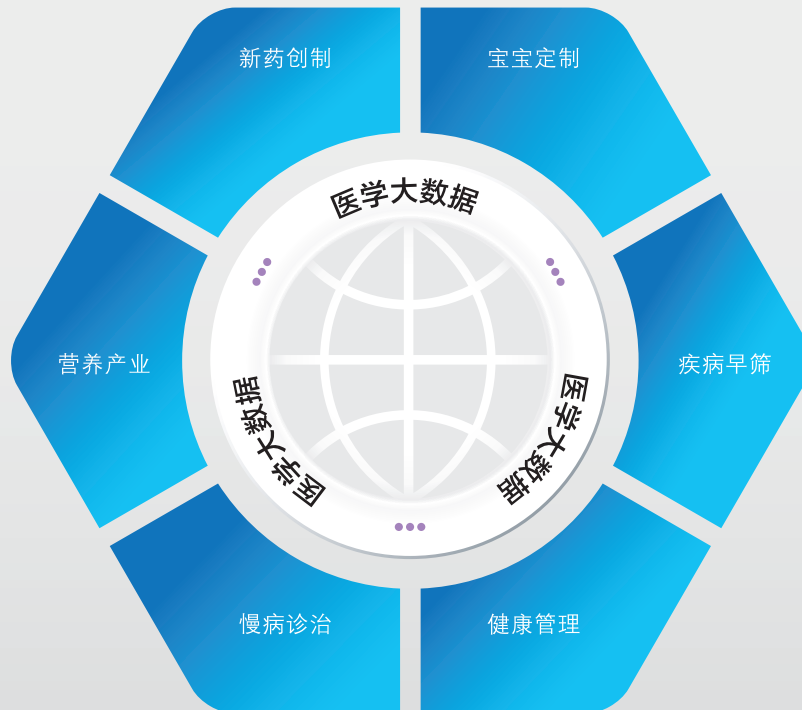 新药创制
宝宝定制
医学大数据
营养产业
疾病早筛
医学大数据
医学大数据
慢病诊治
健康管理